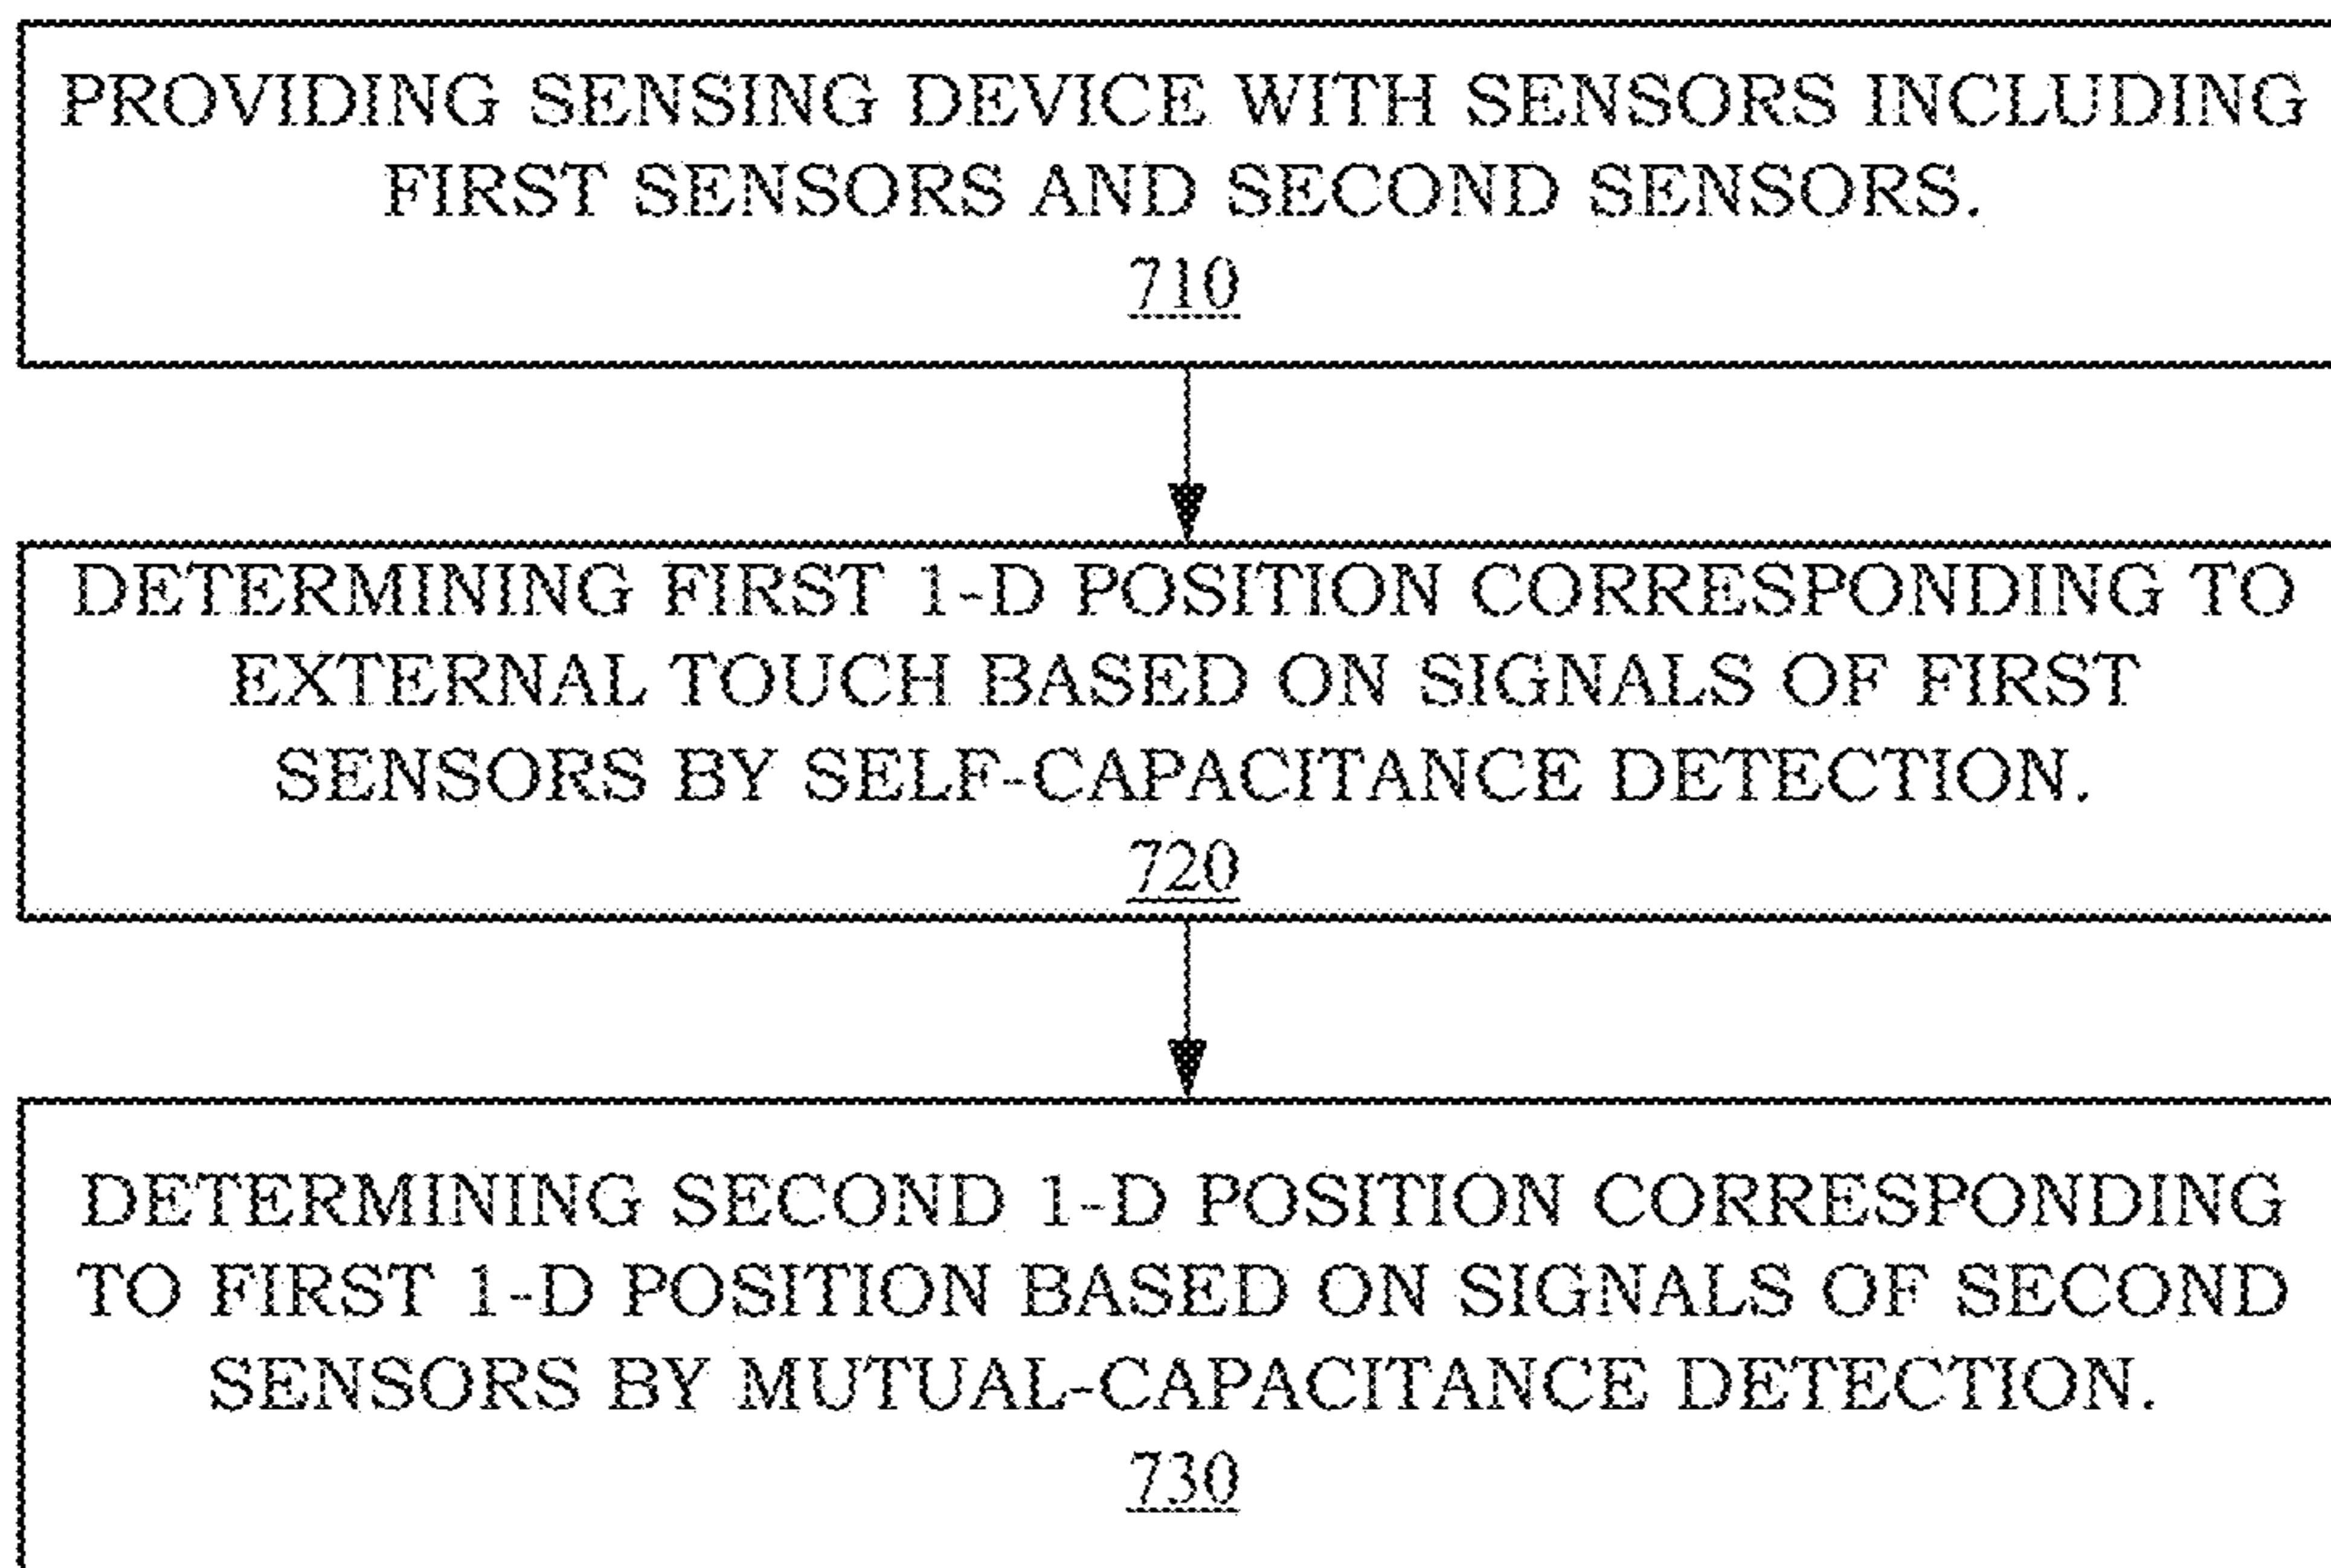 PROVIDING SENSING DEVICE WITH SENSORS INCLUDING
FIRST SENSORS AND SECOND SENSORS.
710
DETERMINING FIRST 1-D POSITION CORRESPONDING TO
EXTERNAL TOUCH BASED ON SIGNALS OF FIRST
SENSORS BY SELF-CAPACITANCE DETECTION.
720
DETERMINING SECOND 1-D POSITION CORRESPONDING
TO FIRST 1-D POSITION BASED ON SIGNALS OF SECOND
SENSORS BY MUTUAL-CAPACITANCE DETECTION.
730